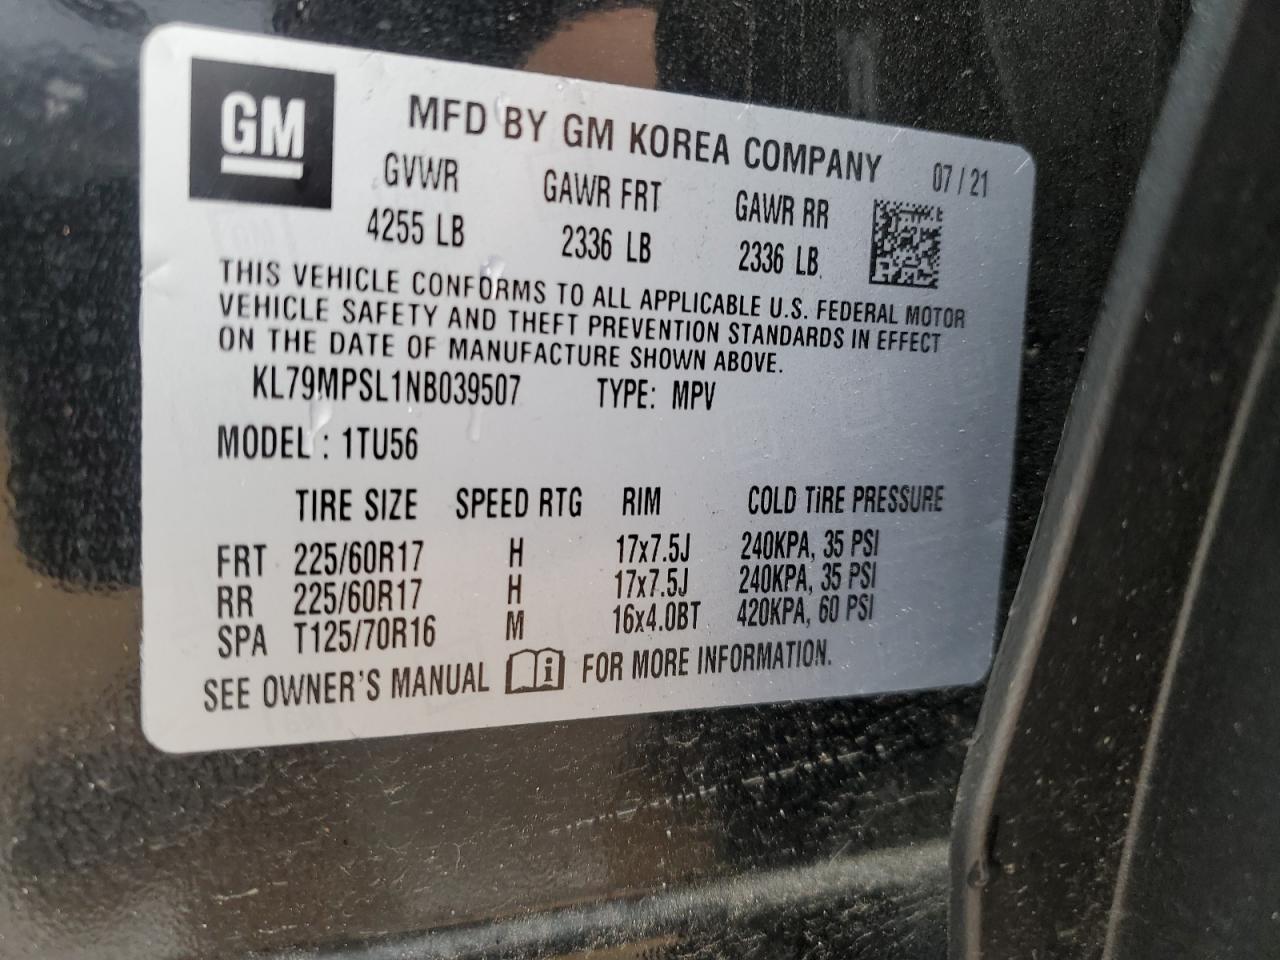 GM
MFD BY GM KOREA COMPANY 07 / 21
GVWR GAWR FRT GAWR RR
4255 LB 2336 LB 2336 LB
THIS VEHICLE CONFORMS TO ALL APPLICABLE U.S. FEDERAL MOTOR
VEHICLE SAFETY AND THEFT PREVENTION STANDARDS IN EFFECT
ON THE DATE OF MANUFACTURE SHOWN ABOVE.
KL79MPSL1NB039507 TYPE: MPV
MODEL : 1TU56
TIRE SIZE SPEED RTG RIM COLD TIRE PRESSURE
FRT 225/60R17 H 17x7.5J 240KPA, 35 PSI
RR 225/60R17 H 17x7.5J 240KPA, 35 PSI
SPA T125/70R16 M 16x4.0BT 420KPA, 60 PSI
SEE OWNER'S MANUAL i FOR MORE INFORMATION.